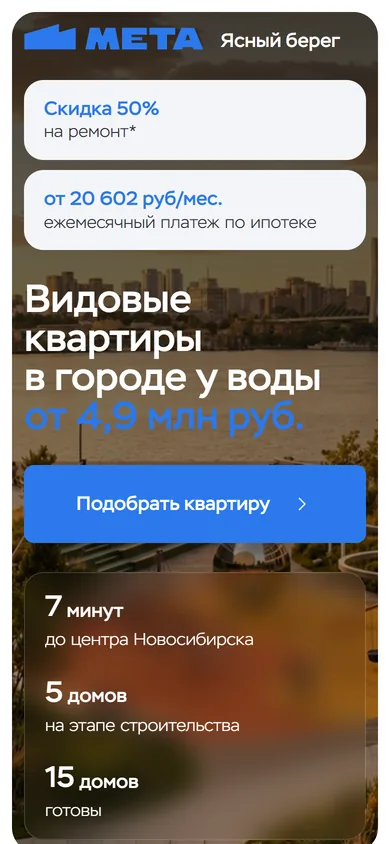 МЕТА Ясный берег
Скидка 50%
на ремонт*
от 20 602 руб/мес.
ежемесячный платеж по ипотеке
Видовые
квартиры
в городе у воды
от 4,9 млн руб.
Подобрать квартиру
7 минут
до центра Новосибирска
5 домов
на этапе строительства
15 домов
готовы